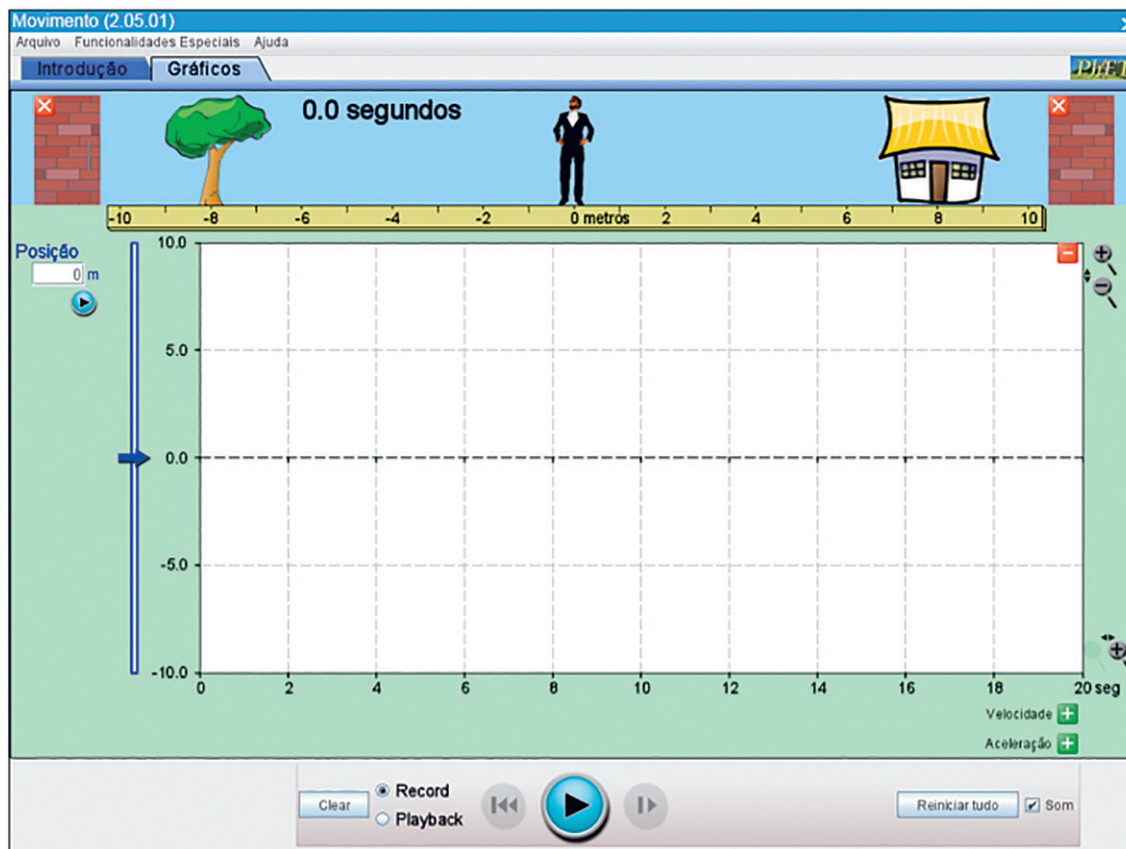 Movimento (2.05.01)
Arquivo Funcionalidades Especiais Ajuda
Introdução Gráficos
PhET
0.0 segundos
-10 -8 -6 -4 -2 0 metros 2 4 6 8 10
Posição
0 m
10.0
5.0
0.0
-5.0
-10.0
0 2 4 6 8 10 12 14 16 18 20 seg
Velocidade
Aceleração
Clear
Record
Playback
Reiniciar tudo
Som